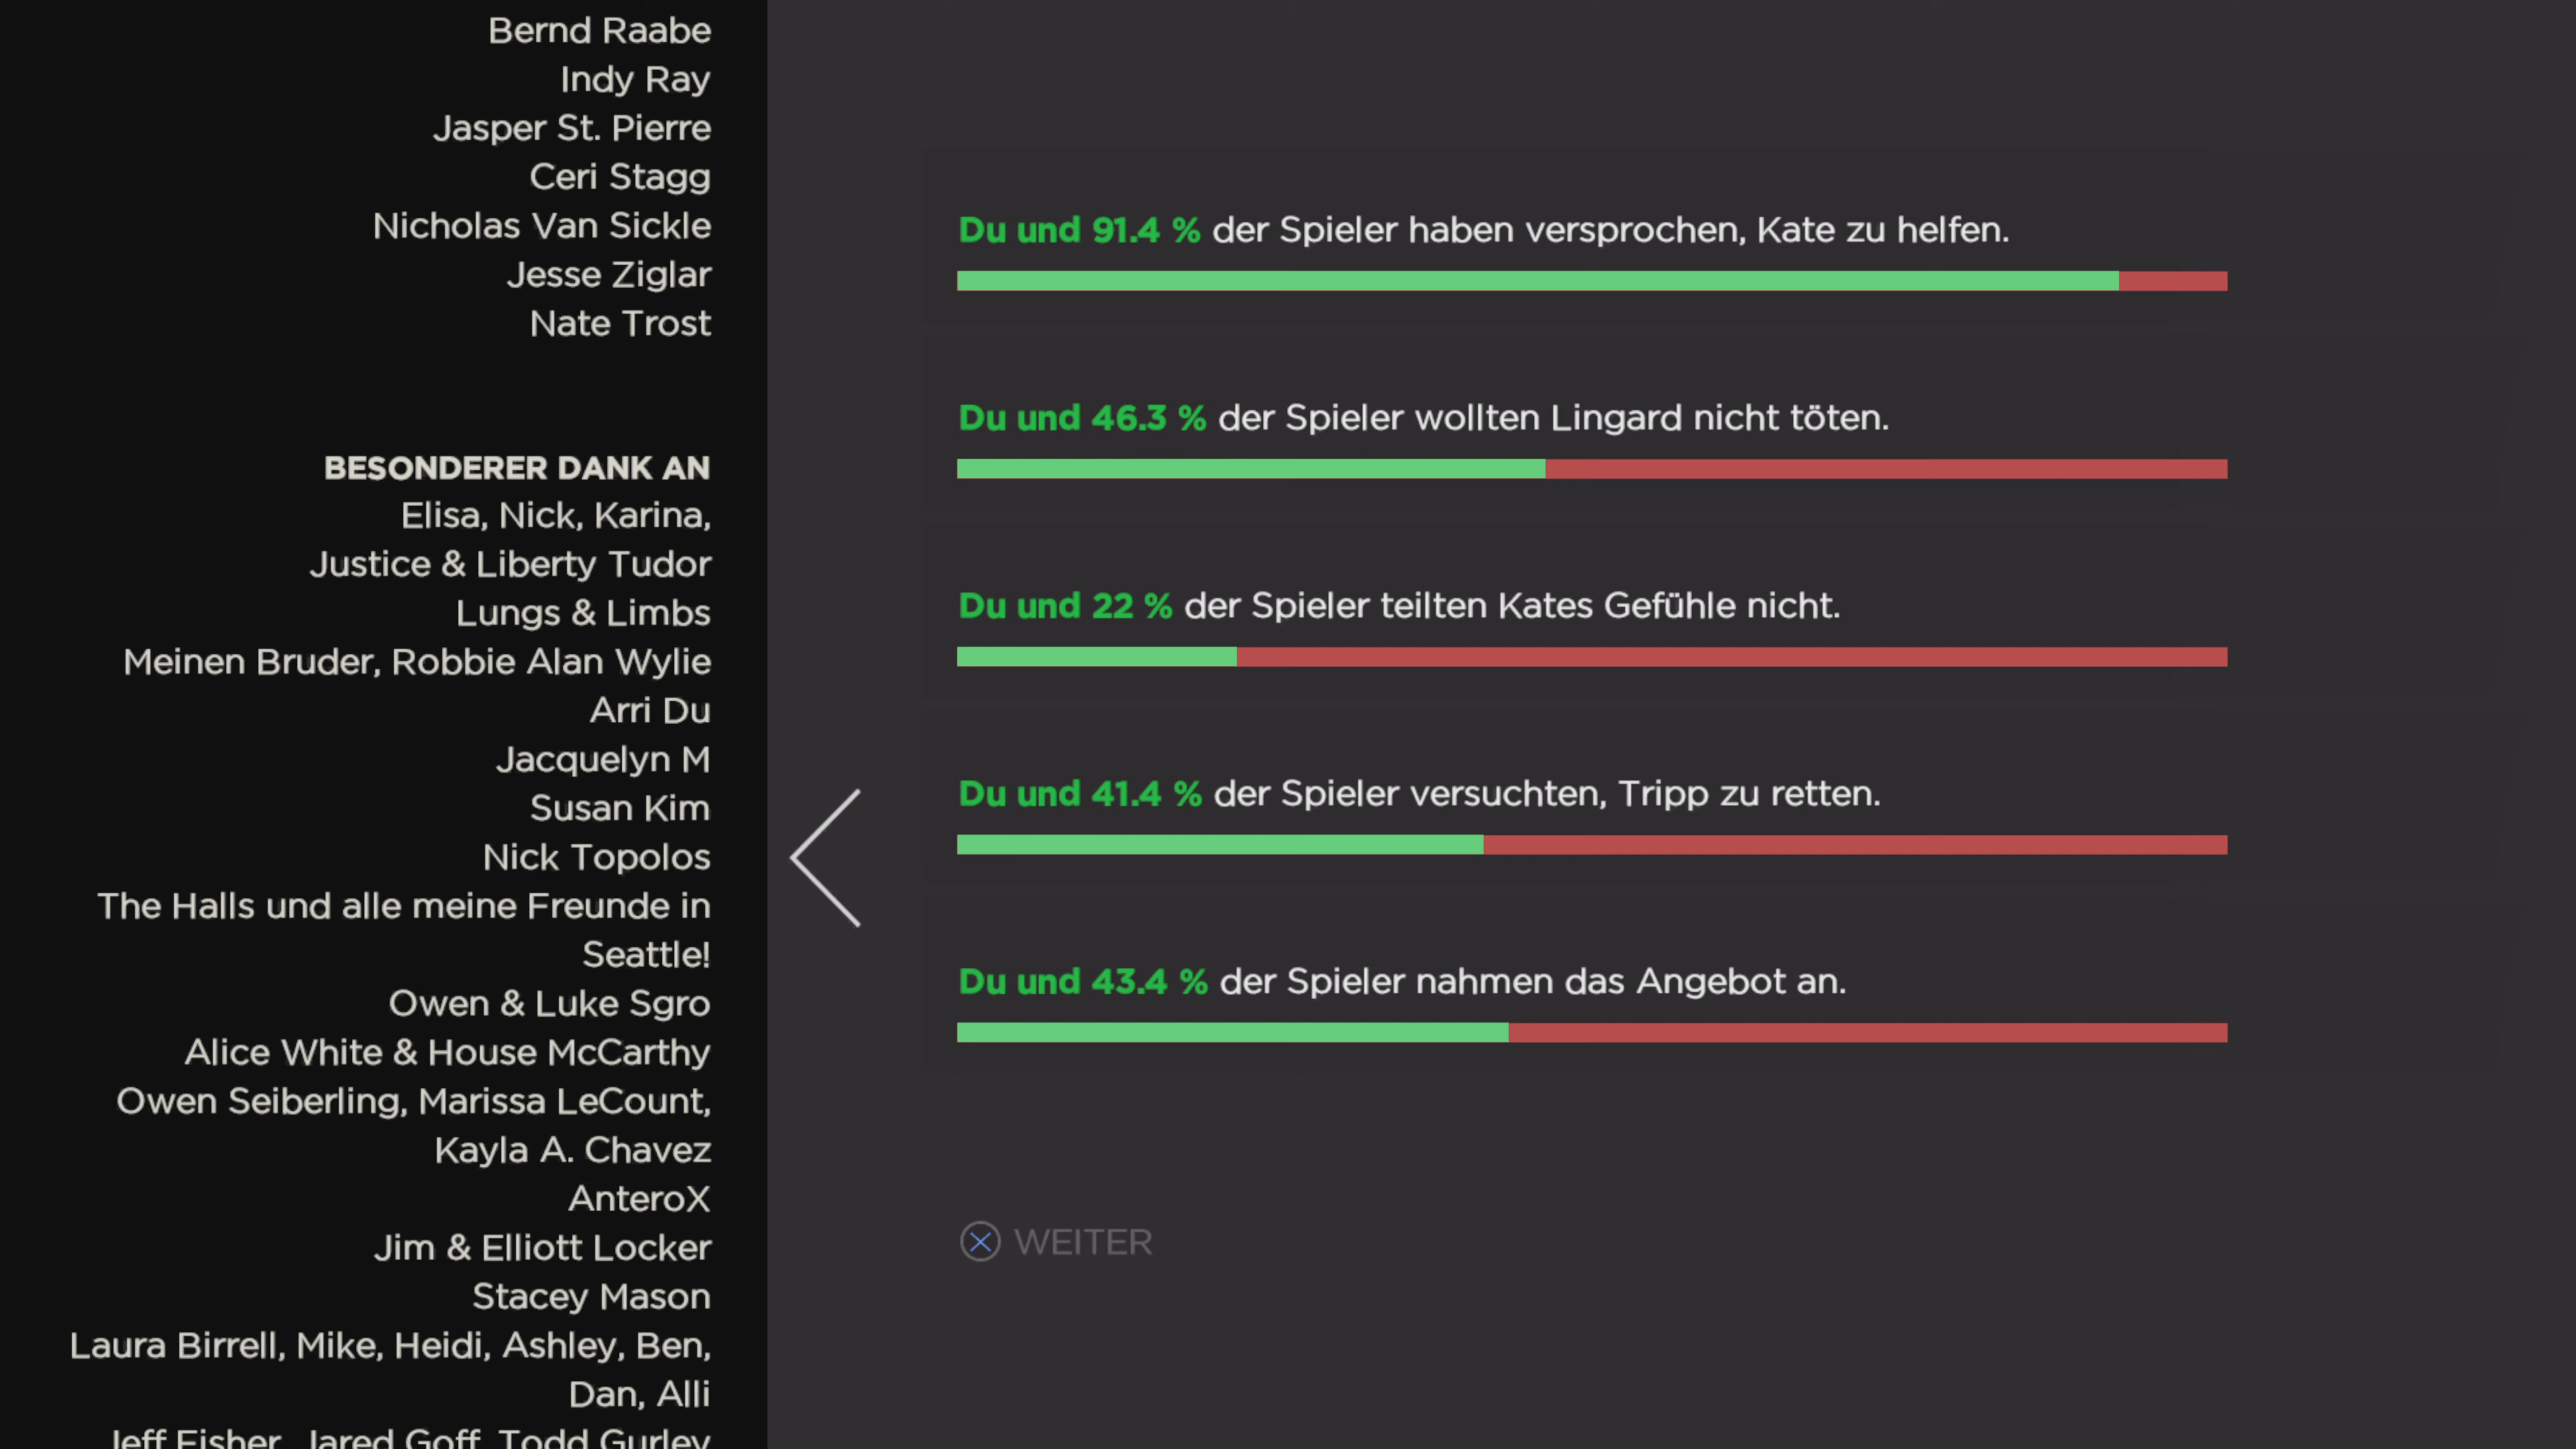 Bernd Raabe
Indy Ray
Jasper St. Pierre
Ceri Stagg
Nicholas Van Sickle
Jesse Ziglar
Nate Trost
BESONDERER DANK AN
Elisa, Nick, Karina,
Justice & Liberty Tudor
Lungs & Limbs
Meinen Bruder, Robbie Alan Wylie
Arri Du
Jacquelyn M
Susan Kim
Nick Topolos
The Halls und alle meine Freunde in
Seattle!
Owen & Luke Sgro
Alice White & House McCarthy
Owen Seiberling, Marissa LeCount,
Kayla A. Chavez
AnteroX
Jim & Elliott Locker
Stacey Mason
Laura Birrell, Mike, Heidi, Ashley, Ben,
Dan, Alli
Jeff Fisher, Jared Goff, Todd Gurley
Du und 91.4 % der Spieler haben versprochen, Kate zu helfen.
Du und 46.3 % der Spieler wollten Lingard nicht töten.
Du und 22 % der Spieler teilten Kates Gefühle nicht.
Du und 41.4 % der Spieler versuchten, Tripp zu retten.
Du und 43.4 % der Spieler nahmen das Angebot an.
WEITER